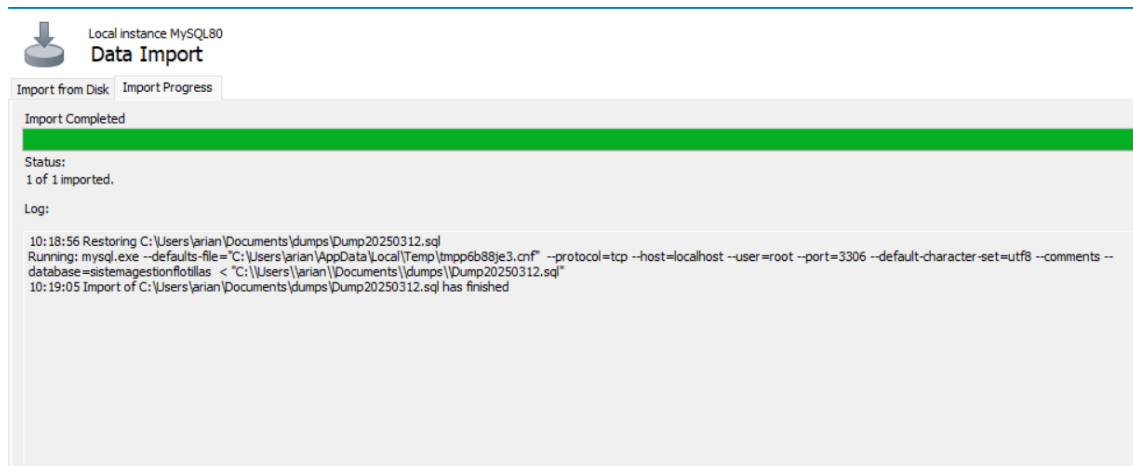 Local instance MySQL80
Data Import
Import from Disk Import Progress
Import Completed
Status:
1 of 1 imported.
Log:
10:18:56 Restoring C:\Users\arian\Documents\dumps\Dump20250312.sql
Running: mysql.exe --defaults-file="C:\Users\arian\AppData\Local\Temp\tmpp6b88je3.cnf"  --protocol=tcp --host=localhost --user=root --port=3306 --default-character-set=utf8 --comments --
database=sistemagestionflotillas  < "C:\\Users\\arian\\Documents\\dumps\\Dump20250312.sql"
10:19:05 Import of C:\Users\arian\Documents\dumps\Dump20250312.sql has finished